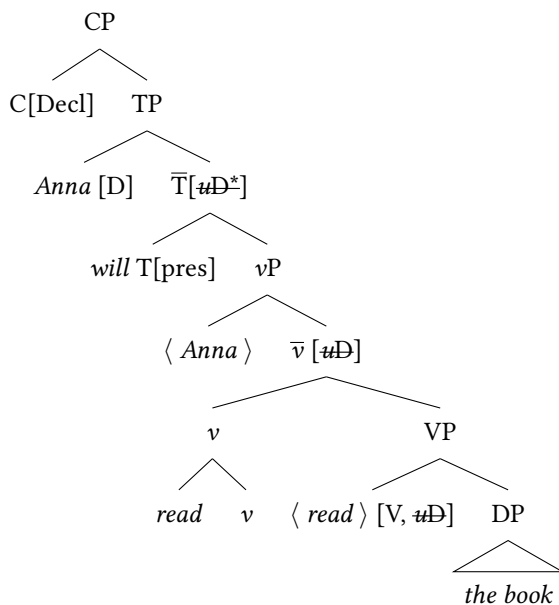 CP
C[Decl] TP
Anna [D] T̅[uD*]
will T[pres] vP
⟨ Anna ⟩ v̅ [uD]
v VP
read v ⟨ read ⟩ [V, uD] DP
the book